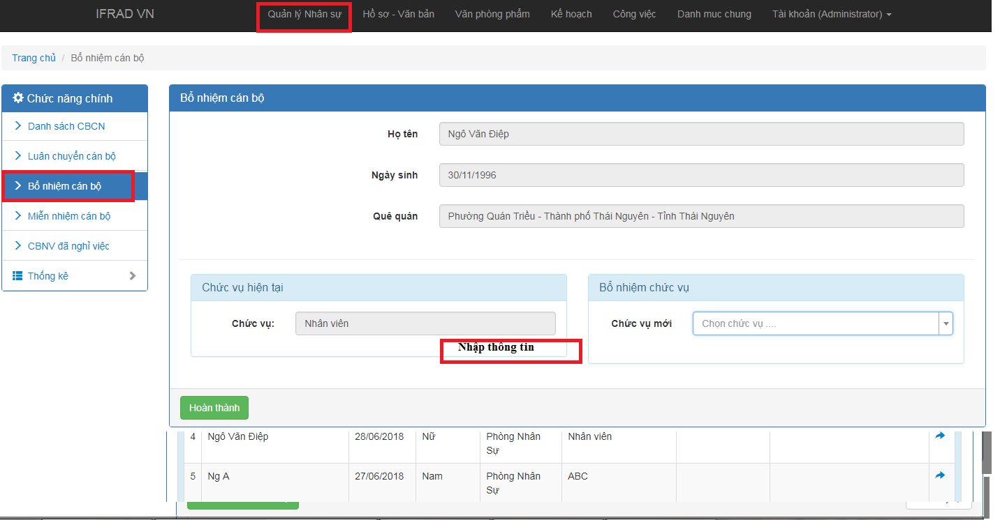 IFRAD VN
Quản lý Nhân sự
Hồ sơ - Văn bản
Văn phòng phẩm
Kế hoạch
Công việc
Danh muc chung
Tài khoản (Administrator)
Trang chủ / Bổ nhiệm cán bộ
Chức năng chính
Danh sách CBCN
Luân chuyển cán bộ
Bổ nhiệm cán bộ
Miễn nhiệm cán bộ
CBNV đã nghỉ việc
Thống kê
Bổ nhiệm cán bộ
Họ tên
Ngô Văn Điệp
Ngày sinh
30/11/1996
Quê quán
Phường Quán Triều - Thành phố Thái Nguyên - Tỉnh Thái Nguyên
Chức vụ hiện tại
Chức vụ:
Nhân viên
Nhập thông tin
Bổ nhiệm chức vụ
Chức vụ mới
Chọn chức vụ ....
Hoàn thành
4 Ngô Văn Điệp 28/06/2018 Nữ Phòng Nhân Nhân viên
Sự
5 Ng A 27/06/2018 Nam Phòng Nhân ABC
Sự